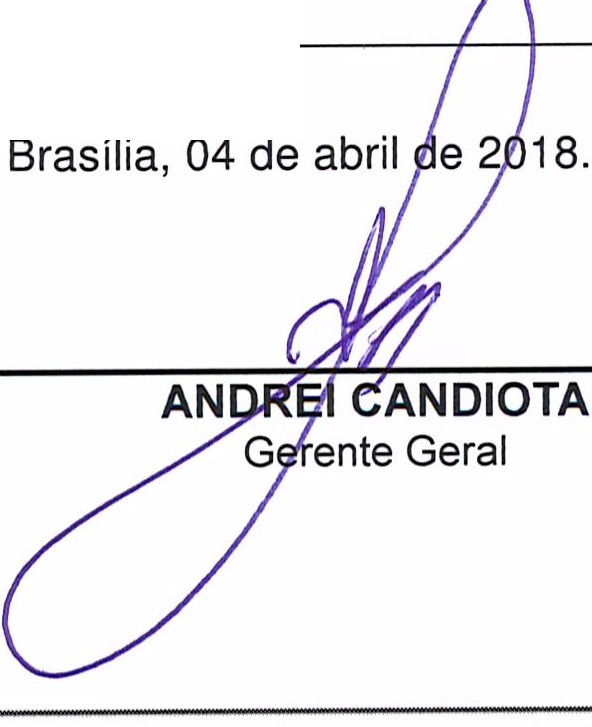 Brasília, 04 de abril de 2018.
ANDREI CANDIOTA
Gerente Geral